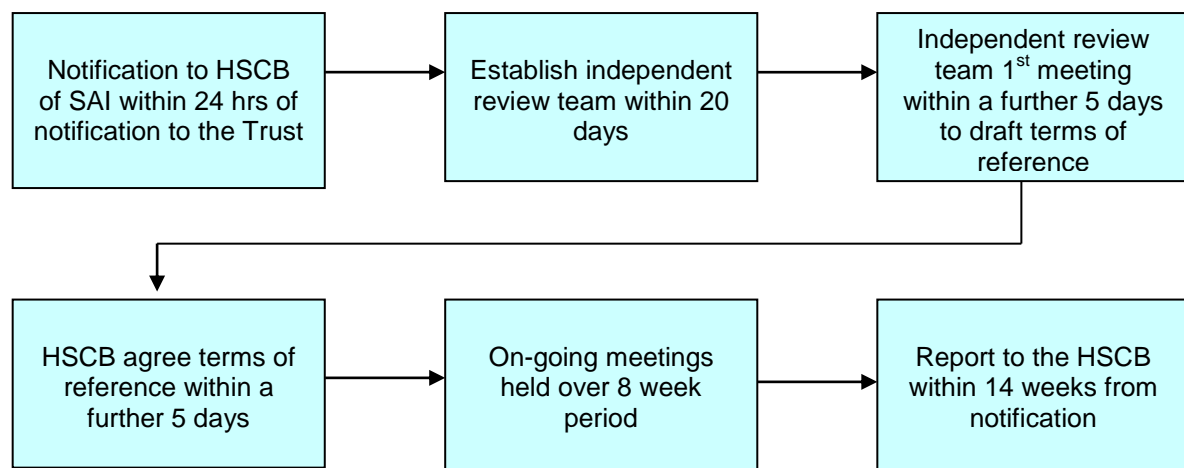 Notification to HSCB
of SAI within 24 hrs of
notification to the Trust
Establish independent
review team within 20
days
Independent review
team 1st meeting
within a further 5 days
to draft terms of
reference
HSCB agree terms of
reference within a
further 5 days
On-going meetings
held over 8 week
period
Report to the HSCB
within 14 weeks from
notification